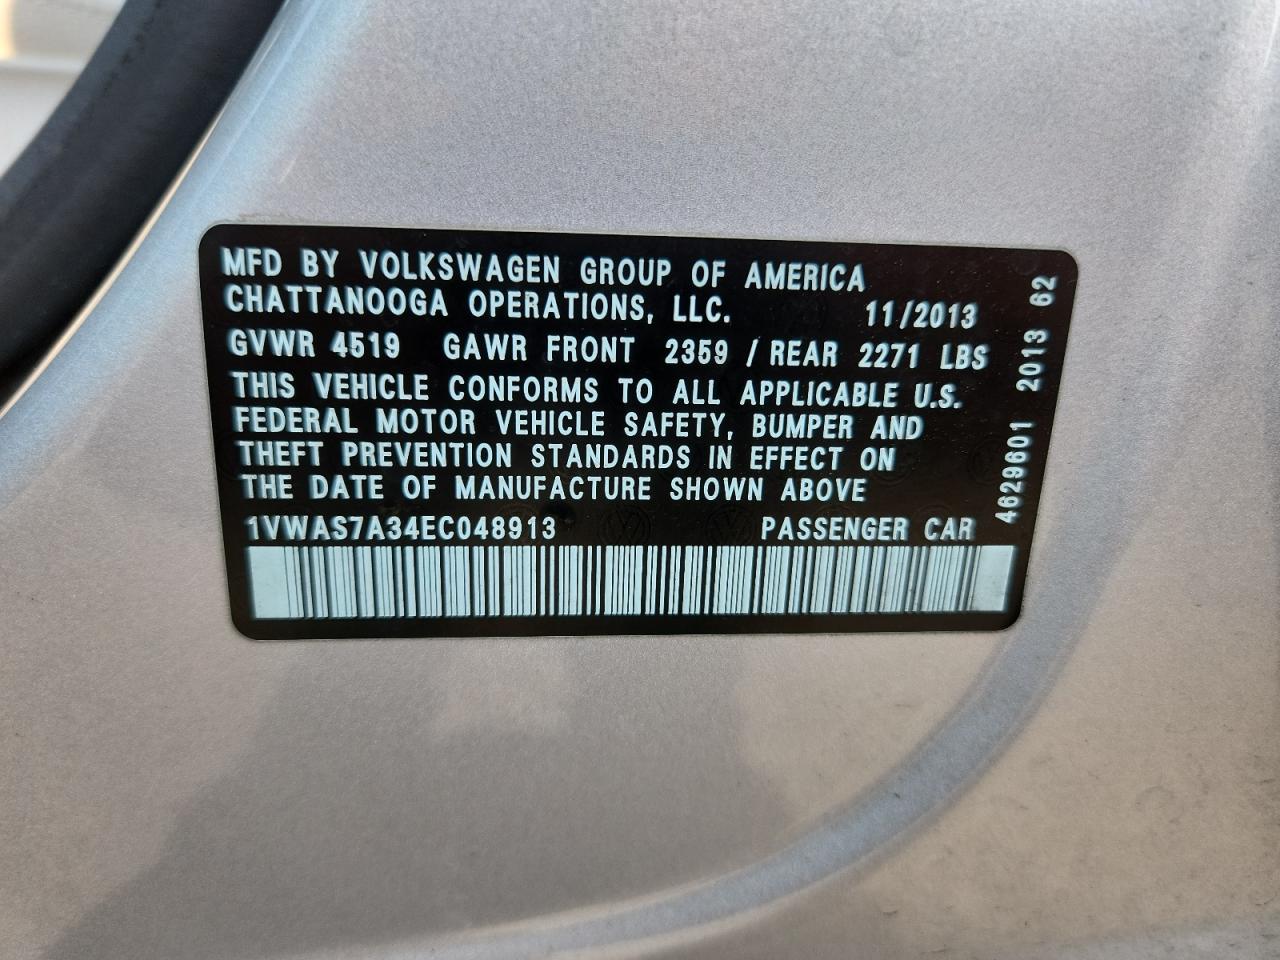 MFD BY VOLKSWAGEN GROUP OF AMERICA
CHATTANOOGA OPERATIONS, LLC. 11/2013
GVWR 4519 GAWR FRONT 2359 / REAR 2271 LBS
THIS VEHICLE CONFORMS TO ALL APPLICABLE U.S.
FEDERAL MOTOR VEHICLE SAFETY, BUMPER AND
THEFT PREVENTION STANDARDS IN EFFECT ON
THE DATE OF MANUFACTURE SHOWN ABOVE
1VWAS7A34EC048913 PASSENGER CAR
4629601 2013 62